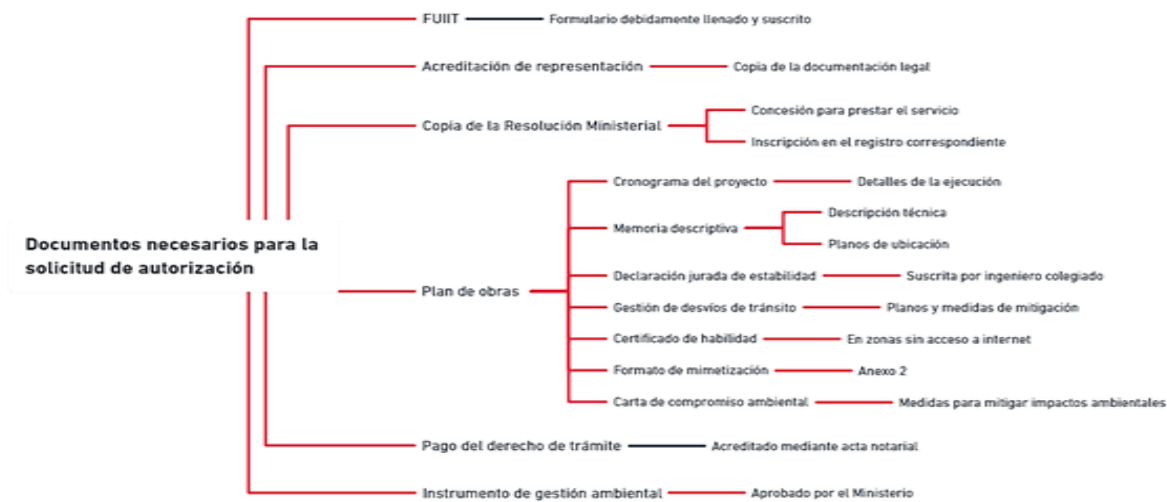 Documentos necesarios para la
solicitud de autorización
FUIIT
Formulario debidamente llenado y suscrito
Acreditación de representación
Copia de la documentación legal
Copia de la Resolución Ministerial
Concesión para prestar el servicio
Inscripción en el registro correspondiente
Plan de obras
Cronograma del proyecto
Detalles de la ejecución
Memoria descriptiva
Descripción técnica
Planos de ubicación
Declaración jurada de estabilidad
Suscrita por ingeniero colegiado
Gestión de desvíos de tránsito
Planos y medidas de mitigación
Certificado de habilidad
En zonas sin acceso a internet
Formato de mimetización
Anexo 2
Carta de compromiso ambiental
Medidas para mitigar impactos ambientales
Pago del derecho de trámite
Acreditado mediante acta notarial
Instrumento de gestión ambiental
Aprobado por el Ministerio